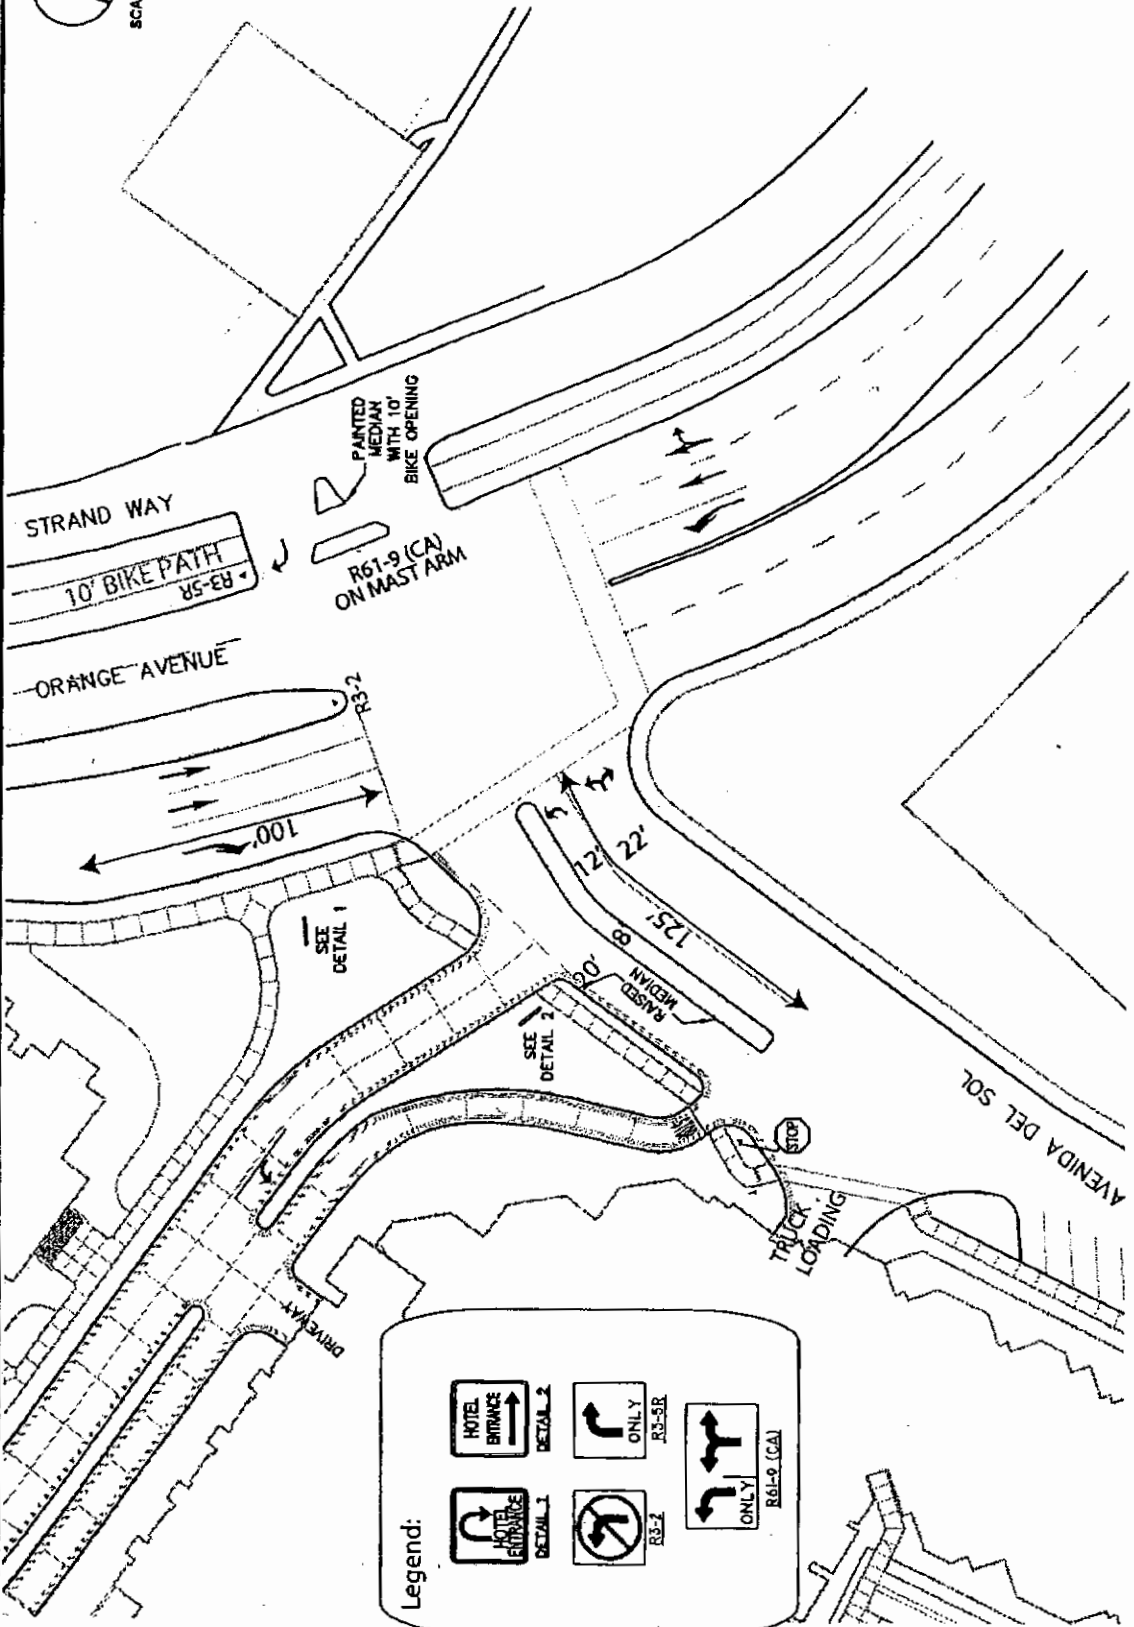 SCA
STRAND WAY
10' BIKE PATH
R3-5R
PAINTED
MEDIAN
WITH 10'
BIKE OPENING
R61-9 (CA)
ON MAST ARM
ORANGE AVENUE
R3-2
100'
SEE
DETAIL 1
12'
22'
8'
125'
20'
RAISED
MEDIAN
SEE
DETAIL 2
STOP
AVENIDA DEL SOL
TRUCK
LOADING
DRIVEWAY
Legend:
HOTEL
ENTRANCE
DETAIL 1
HOTEL
ENTRANCE
DETAIL 2
R3-2
ONLY
R3-5R
ONLY
R61-9 (CA)